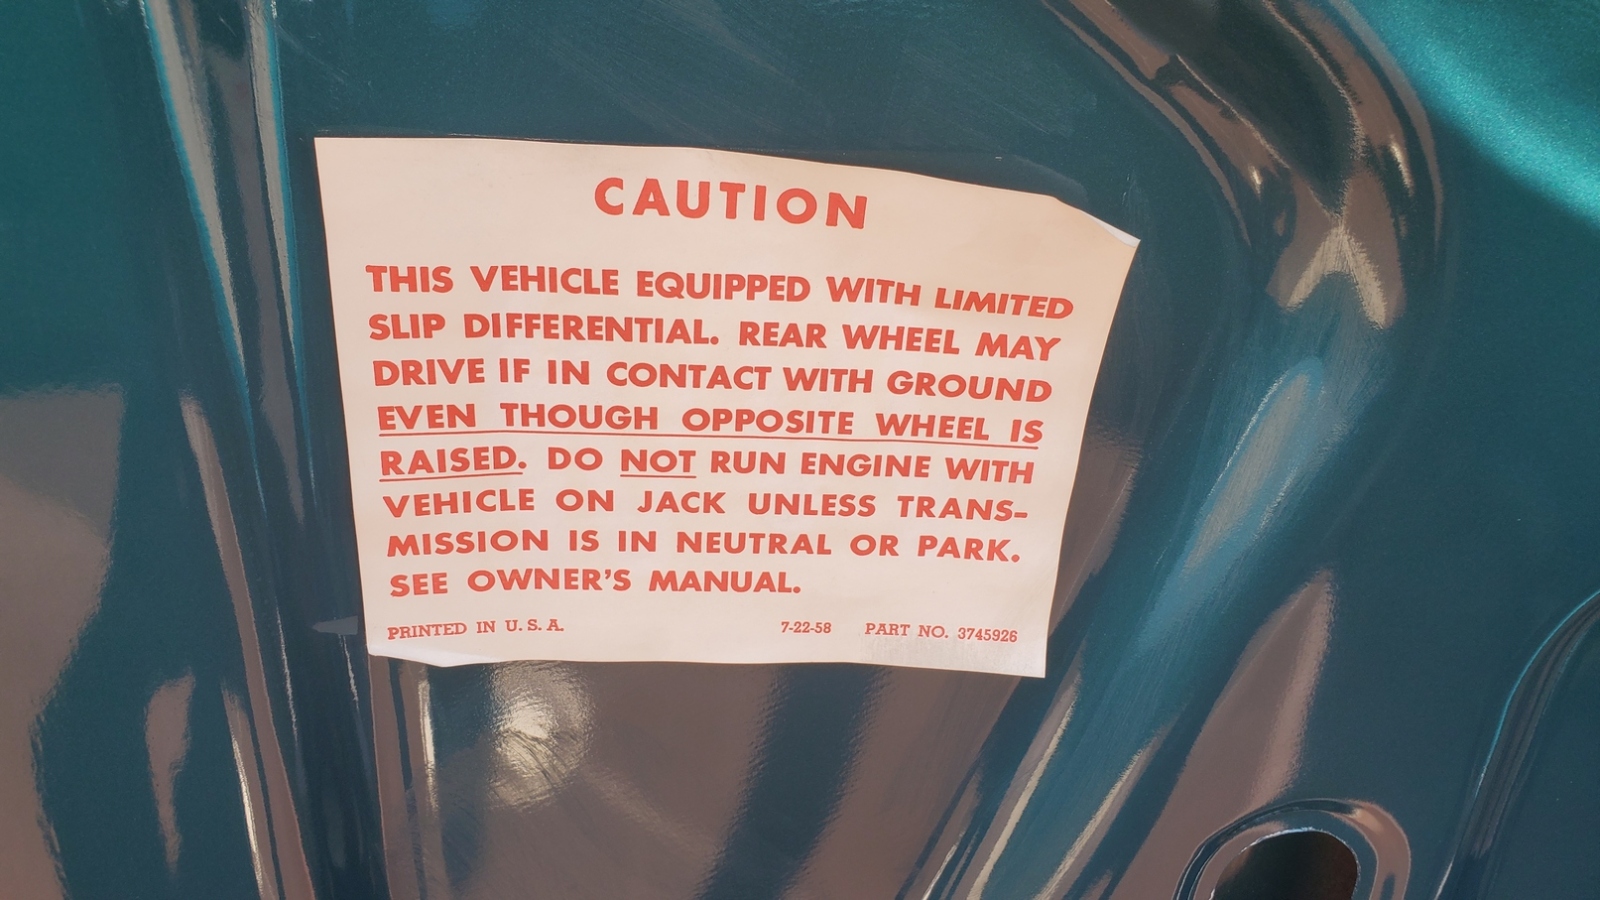 CAUTION
THIS VEHICLE EQUIPPED WITH LIMITED
SLIP DIFFERENTIAL. REAR WHEEL MAY
DRIVE IF IN CONTACT WITH GROUND
EVEN THOUGH OPPOSITE WHEEL IS
RAISED. DO NOT RUN ENGINE WITH
VEHICLE ON JACK UNLESS TRANS-
MISSION IS IN NEUTRAL OR PARK.
SEE OWNER'S MANUAL.
PRINTED IN U. S. A. 7-22-58 PART NO. 3745926